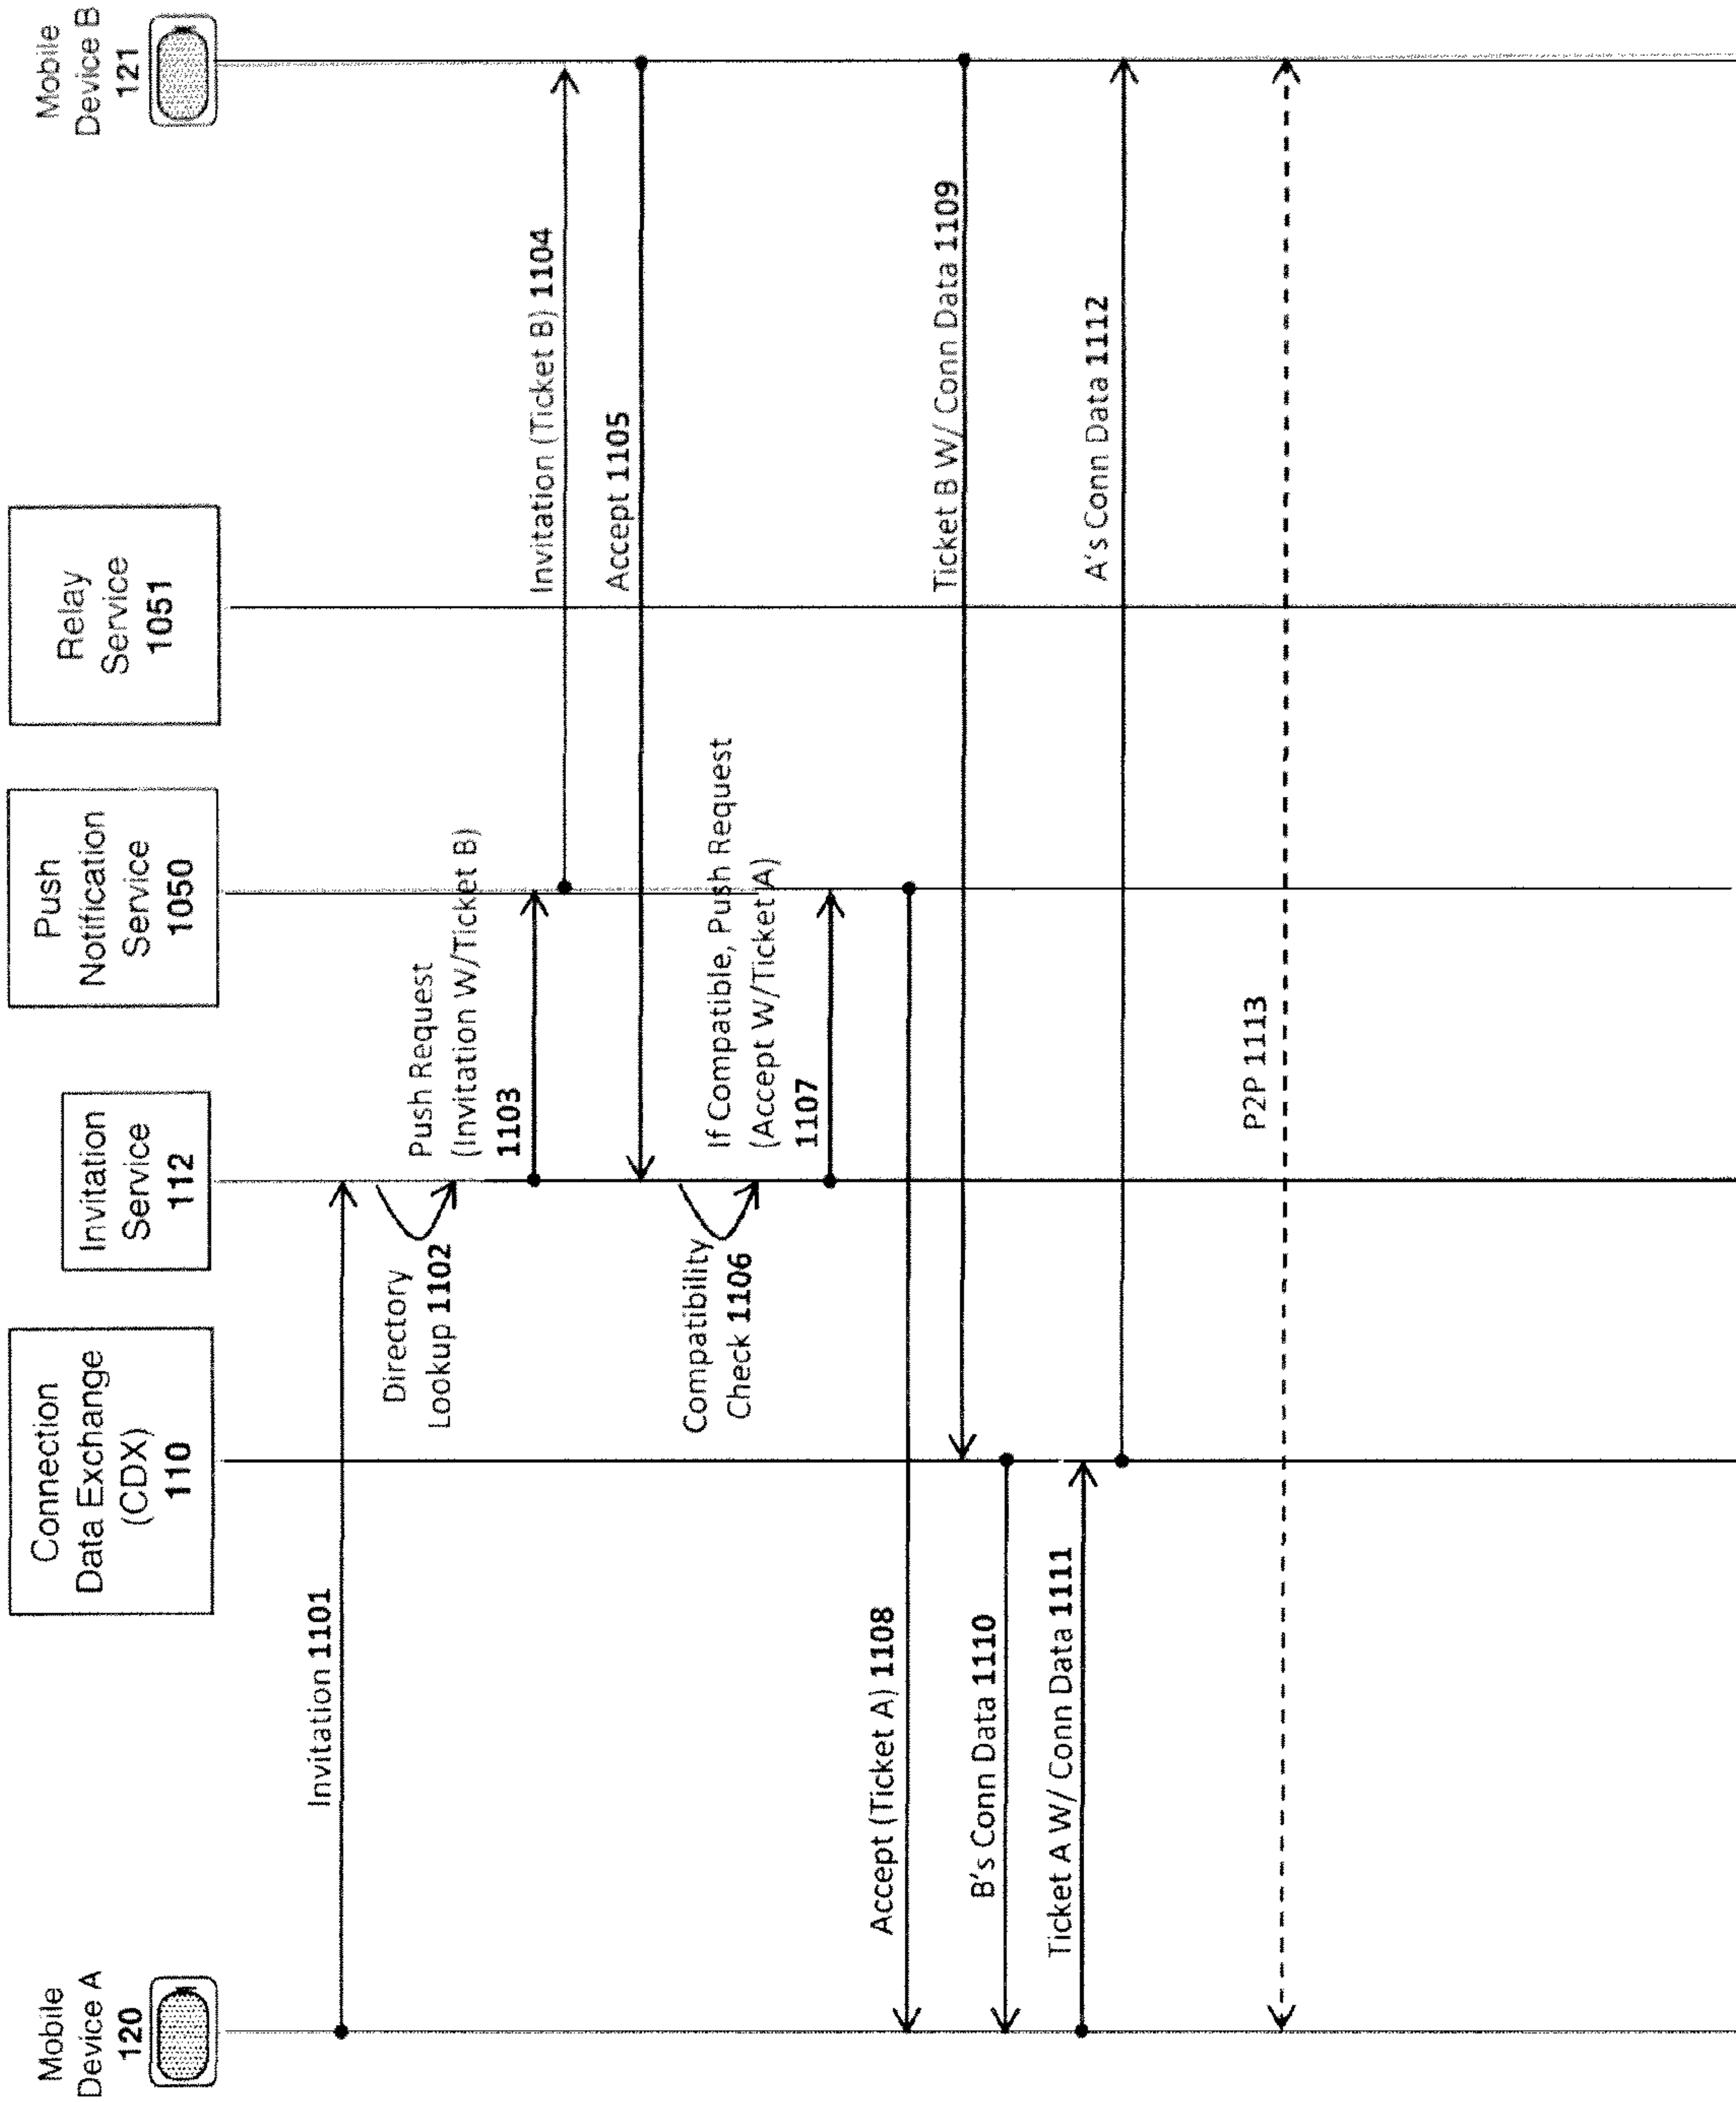 Mobile
Device A
120
Connection
Data Exchange
(CDX)
110
Invitation
Service
112
Push
Notification
Service
1050
Relay
Service
1051
Mobile
Device B
121
Invitation 1101
Directory
Lookup 1102
Push Request
(Invitation W/Ticket B)
1103
Invitation (Ticket B) 1104
Accept 1105
Compatibility
Check 1106
If Compatible, Push Request
(Accept W/Ticket A)
1107
Accept (Ticket A) 1108
Ticket B W/ Conn Data 1109
B's Conn Data 1110
Ticket A W/ Conn Data 1111
A's Conn Data 1112
P2P 1113